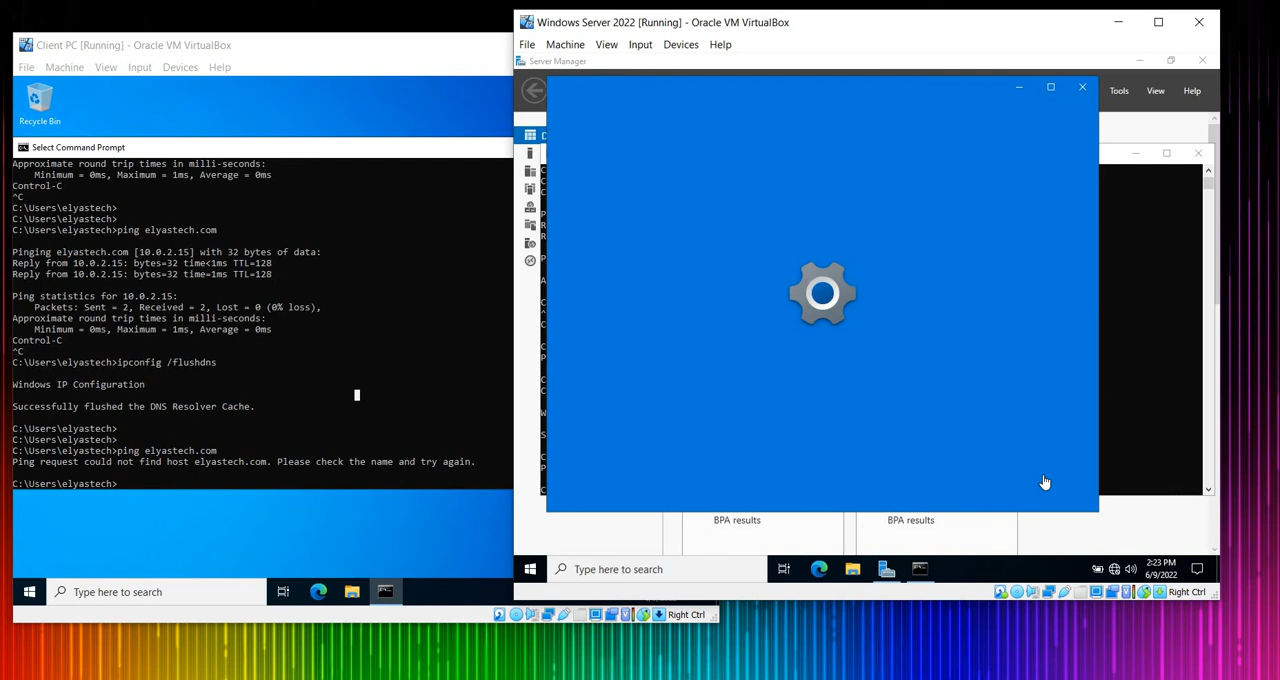 Client PC [Running] - Oracle VM VirtualBox
File Machine View Input Devices Help
Recycle Bin
Select Command Prompt
Approximate round trip times in milli-seconds:
Minimum = 0ms, Maximum = 1ms, Average = 0ms
Control-C
^C
C:\Users\elyastech>
C:\Users\elyastech>
C:\Users\elyastech>ping elyastech.com
Pinging elyastech.com [10.0.2.15] with 32 bytes of data:
Reply from 10.0.2.15: bytes=32 time<1ms TTL=128
Reply from 10.0.2.15: bytes=32 time=1ms TTL=128
Ping statistics for 10.0.2.15:
Packets: Sent = 2, Received = 2, Lost = 0 (0% loss),
Approximate round trip times in milli-seconds:
Minimum = 0ms, Maximum = 1ms, Average = 0ms
Control-C
^C
C:\Users\elyastech>ipconfig /flushdns
Windows IP Configuration
Successfully flushed the DNS Resolver Cache.
C:\Users\elyastech>
C:\Users\elyastech>
C:\Users\elyastech>ping elyastech.com
Ping request could not find host elyastech.com. Please check the name and try again.
C:\Users\elyastech>
Type here to search
Right Ctrl
Windows Server 2022 [Running] - Oracle VM VirtualBox
File Machine View Input Devices Help
Server Manager
Tools View Help
BPA results BPA results
Type here to search
2:23 PM
6/9/2022
Right Ctrl